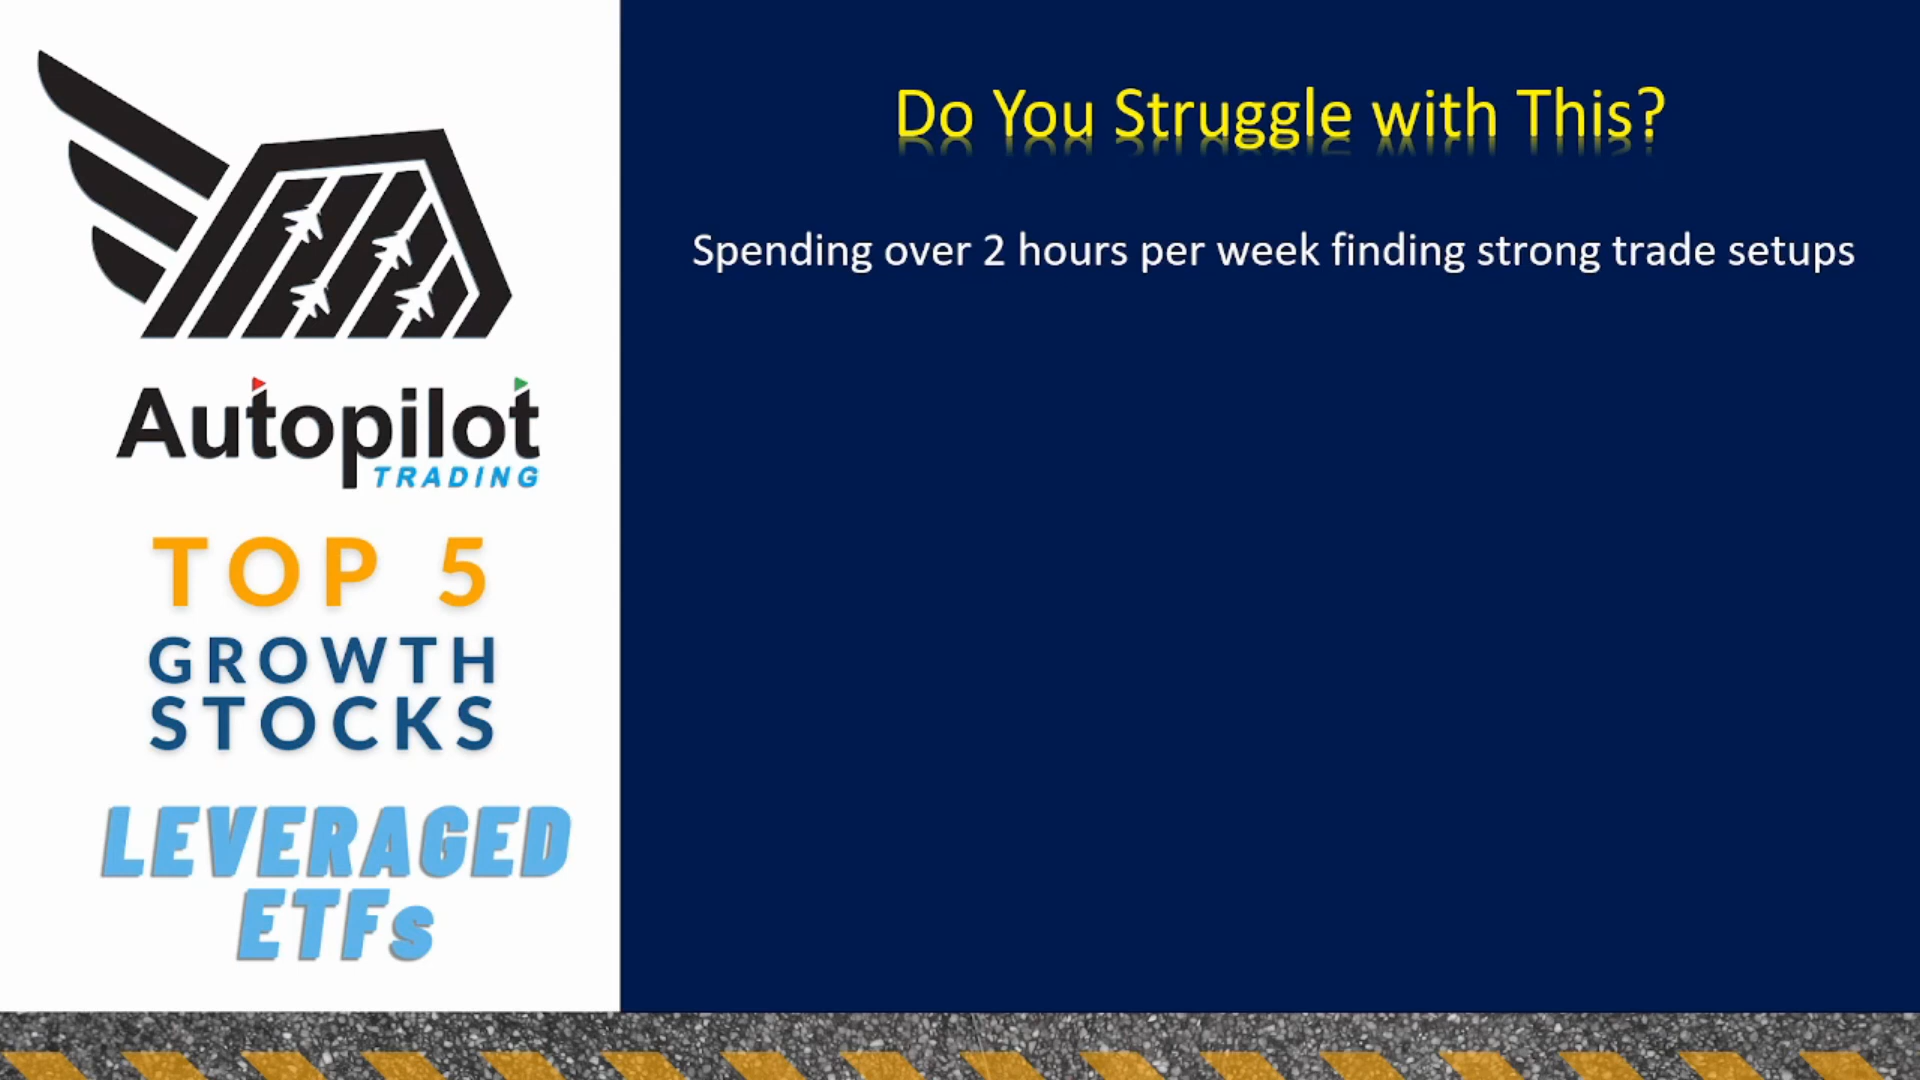 Autopilot
TRADING
TOP 5
GROWTH
STOCKS
LEVERAGED
ETFs
Do You Struggle with This?
Spending over 2 hours per week finding strong trade setups